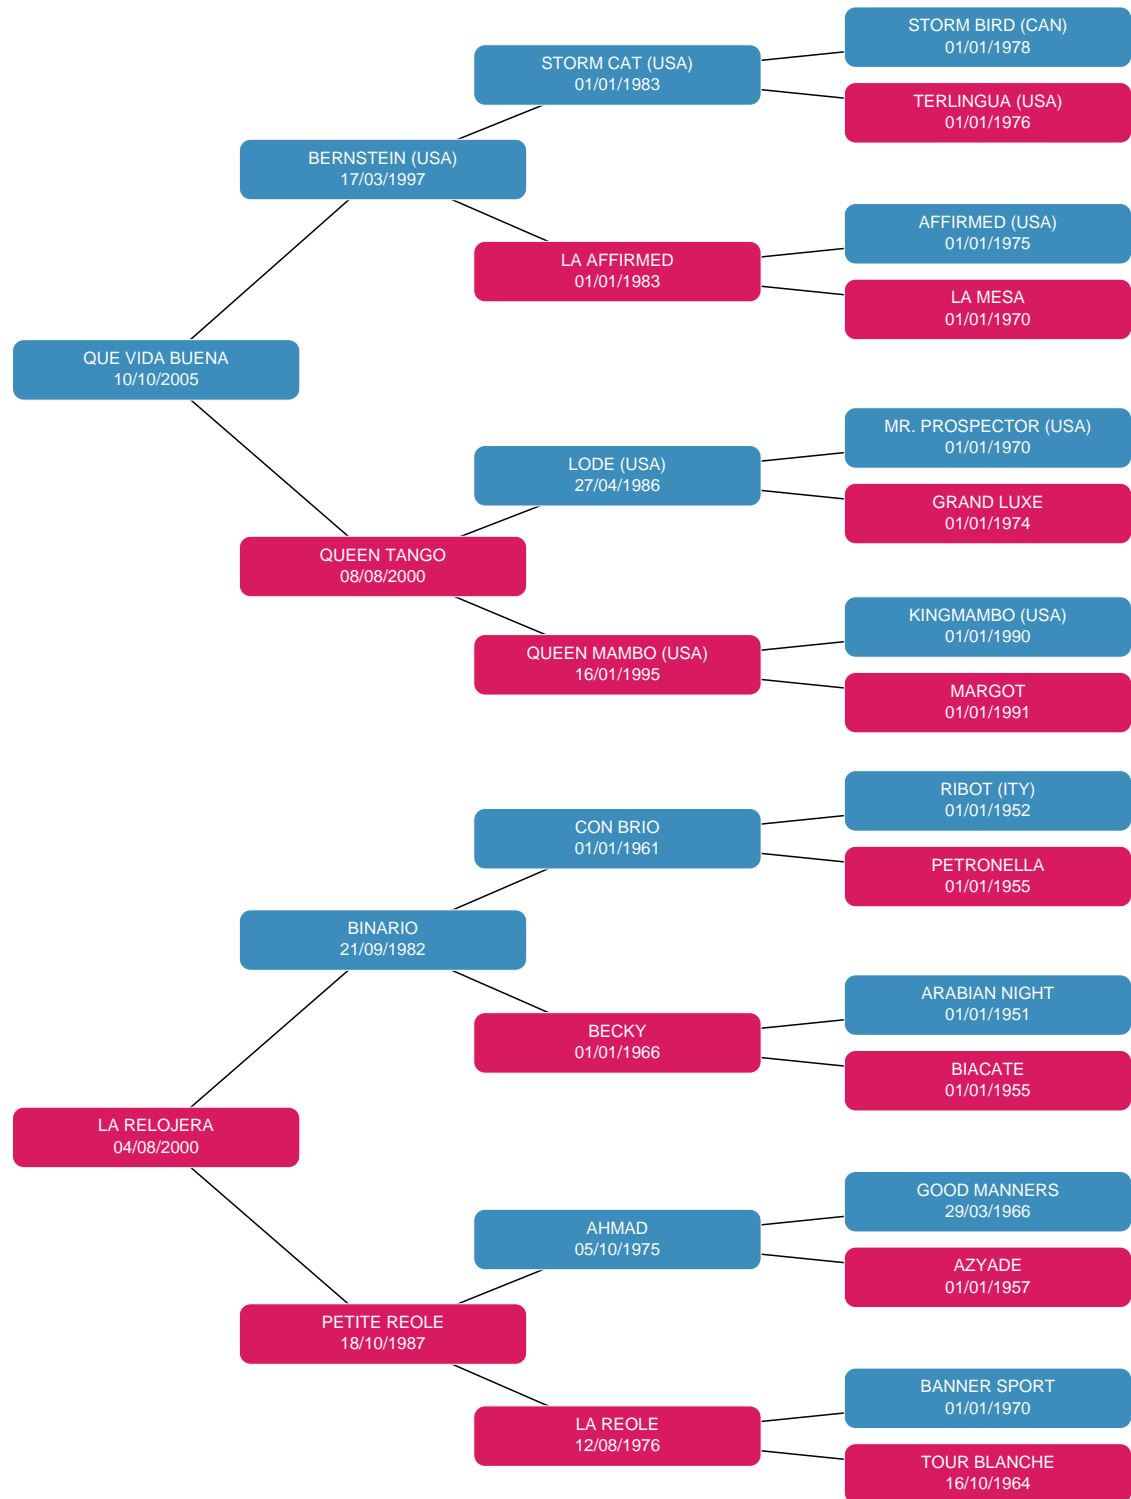 STORM BIRD (CAN)
01/01/1978
STORM CAT (USA)
01/01/1983
TERLINGUA (USA)
01/01/1976
BERNSTEIN (USA)
17/03/1997
AFFIRMED (USA)
01/01/1975
LA AFFIRMED
01/01/1983
LA MESA
01/01/1970
QUE VIDA BUENA
10/10/2005
MR. PROSPECTOR (USA)
01/01/1970
LODE (USA)
27/04/1986
GRAND LUXE
01/01/1974
QUEEN TANGO
08/08/2000
KINGMAMBO (USA)
01/01/1990
QUEEN MAMBO (USA)
16/01/1995
MARGOT
01/01/1991
RIBOT (ITY)
01/01/1952
CON BRIO
01/01/1961
PETRONELLA
01/01/1955
BINARIO
21/09/1982
ARABIAN NIGHT
01/01/1951
BECKY
01/01/1966
BIACATE
01/01/1955
LA RELOJERA
04/08/2000
GOOD MANNERS
29/03/1966
AHMAD
05/10/1975
AZYADE
01/01/1957
PETITE REOLE
18/10/1987
BANNER SPORT
01/01/1970
LA REOLE
12/08/1976
TOUR BLANCHE
16/10/1964